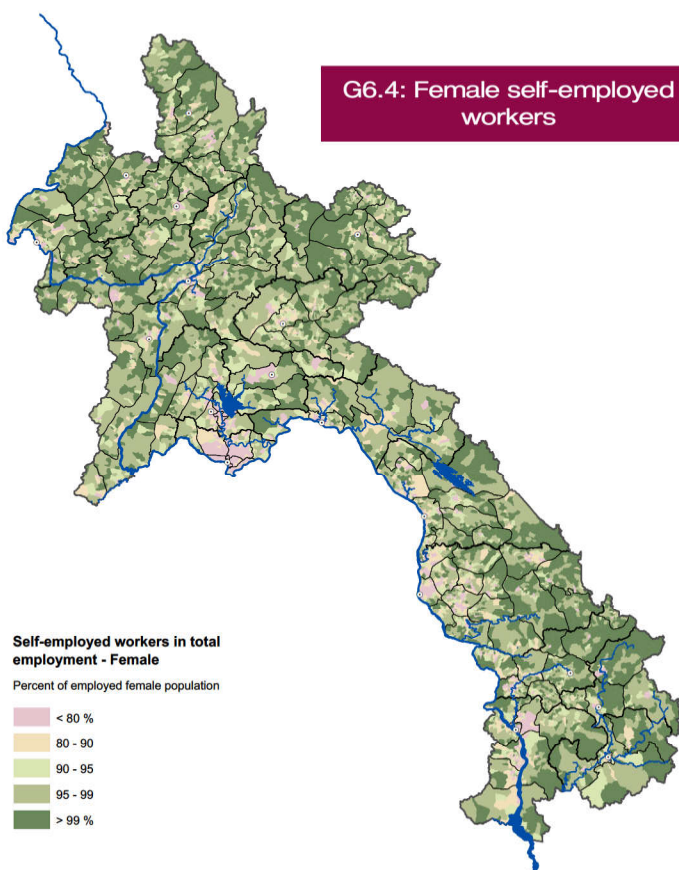 G6.4: Female self-employed
workers
Self-employed workers in total
employment - Female
Percent of employed female population
< 80 %
80 - 90
90 - 95
95 - 99
> 99 %